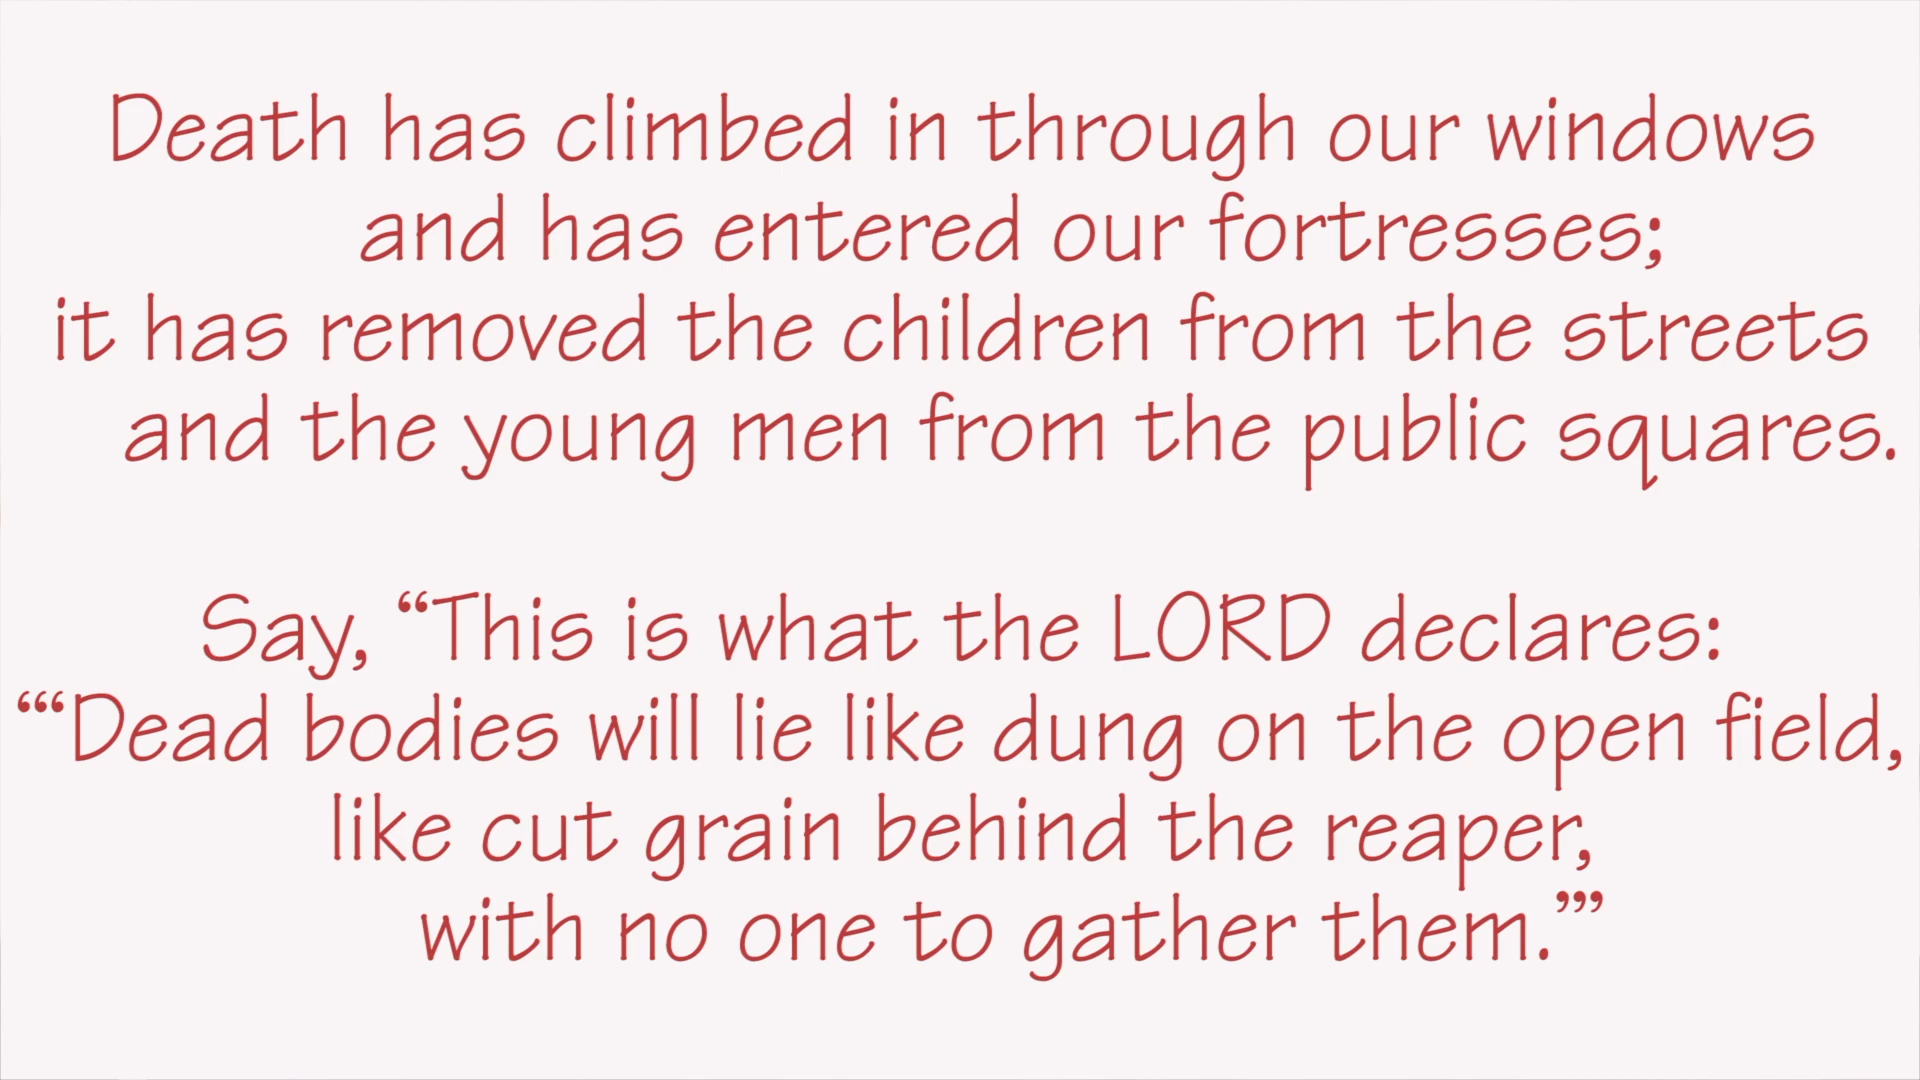 Death has climbed in through our windows
and has entered our fortresses;
it has removed the children from the streets
and the young men from the public squares.
Say, “This is what the LORD declares:
“‘“Dead bodies will lie like dung on the open field,
like cut grain behind the reaper,
with no one to gather them.”’”